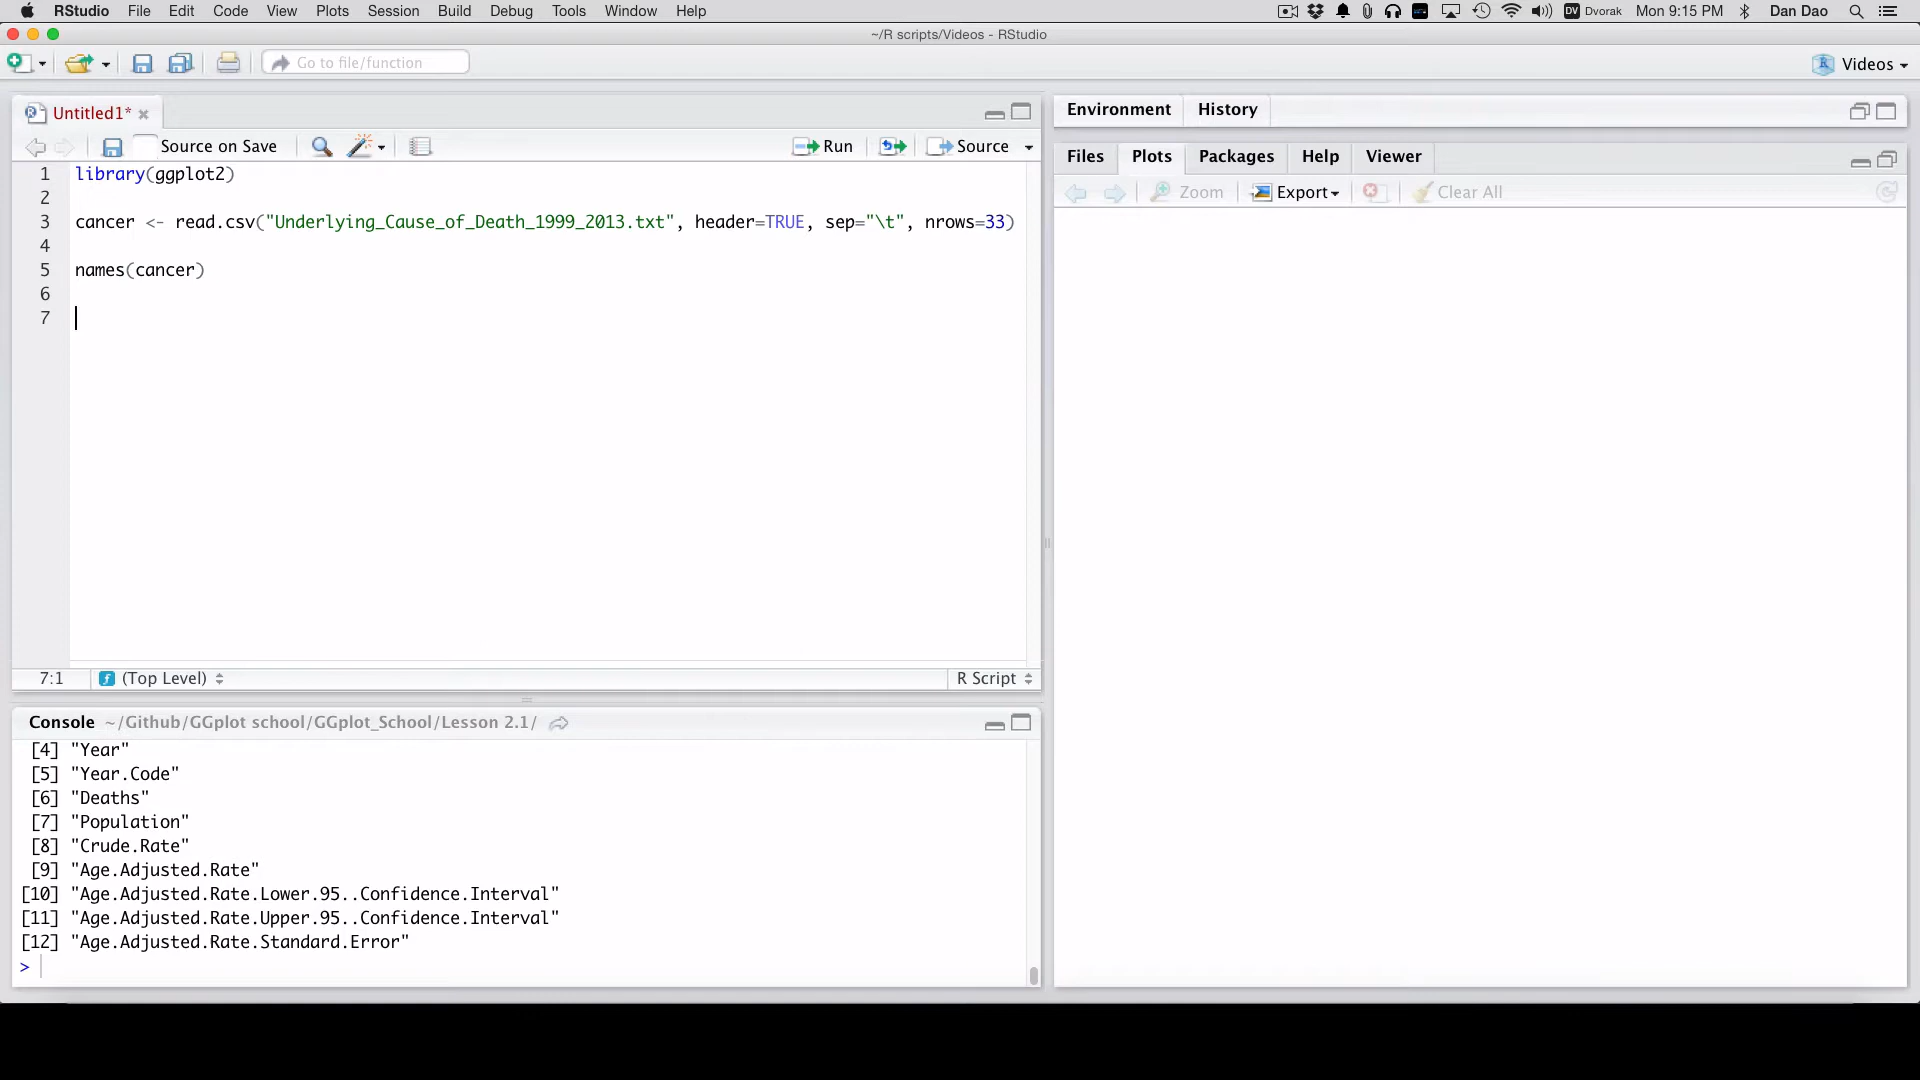 RStudio File Edit Code View Plots Session Build Debug Tools Window Help DV Dvorak Mon 9:15 PM Dan Dao
~/R scripts/Videos - RStudio
Go to file/function Videos
Untitled1*
Source on Save Run Source
1 library(ggplot2)
2
3 cancer <- read.csv("Underlying_Cause_of_Death_1999_2013.txt", header=TRUE, sep="\t", nrows=33)
4
5 names(cancer)
6
7
7:1 (Top Level) R Script
Console ~/Github/GGplot school/GGplot_School/Lesson 2.1/
[4] "Year"
[5] "Year.Code"
[6] "Deaths"
[7] "Population"
[8] "Crude.Rate"
[9] "Age.Adjusted.Rate"
[10] "Age.Adjusted.Rate.Lower.95..Confidence.Interval"
[11] "Age.Adjusted.Rate.Upper.95..Confidence.Interval"
[12] "Age.Adjusted.Rate.Standard.Error"
>
Environment History
Files Plots Packages Help Viewer
Zoom Export Clear All